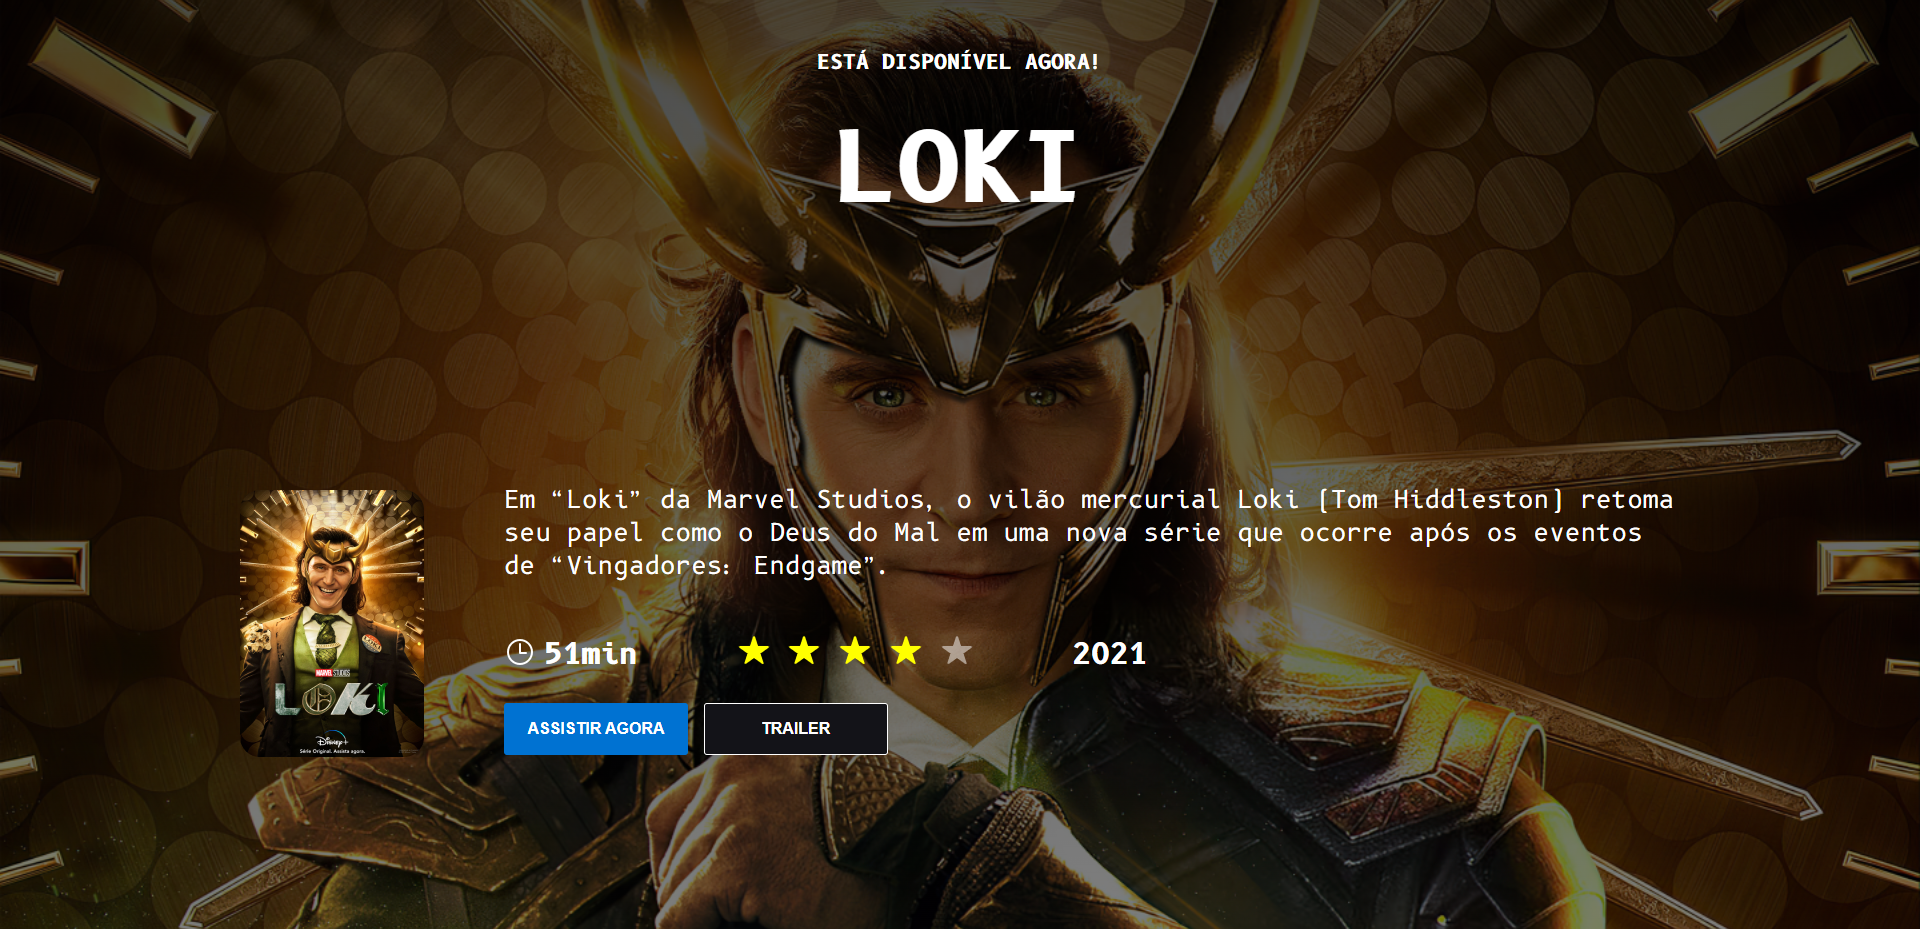 ESTÁ DISPONÍVEL AGORA!
LOKI
Em “Loki” da Marvel Studios, o vilão mercurial Loki (Tom Hiddleston) retoma
seu papel como o Deus do Mal em uma nova série que ocorre após os eventos
de “Vingadores: Endgame”.
MARVEL STUDIOS
LOKI
Disney+
Série Original. Assista agora.
51min
2021
ASSISTIR AGORA
TRAILER